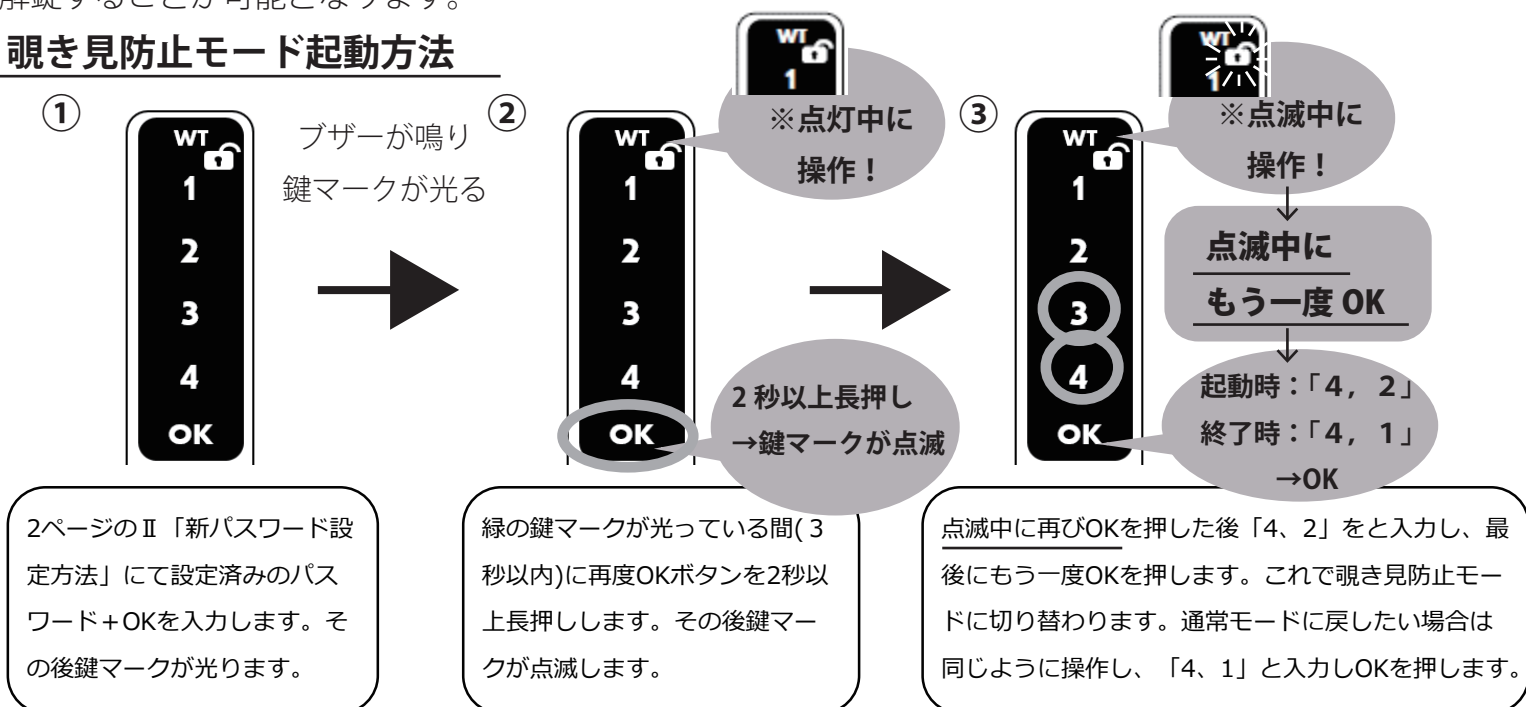 解錠することが可能となります。
覗き見防止モード起動方法
①
WT
1
2
3
4
OK
ブザーが鳴り
鍵マークが光る
②
WT
1
※点灯中に
操作！
WT
1
2
3
4
OK
2 秒以上長押し
→鍵マークが点滅
③
WT
1
※点滅中に
操作！
WT
1
2
3
4
OK
点滅中に
もう一度 OK
起動時：「４，２」
終了時：「４，１」
→OK
2ページのⅡ「新パスワード設
定方法」にて設定済みのパス
ワード＋OKを入力します。そ
の後鍵マークが光ります。
緑の鍵マークが光っている間(３
秒以内)に再度OKボタンを2秒以
上長押しします。その後鍵マー
クが点滅します。
点滅中に再びOKを押した後「4、2」をと入力し、最
後にもう一度OKを押します。これで覗き見防止モー
ドに切り替わります。通常モードに戻したい場合は
同じように操作し、「4、1」と入力しOKを押します。